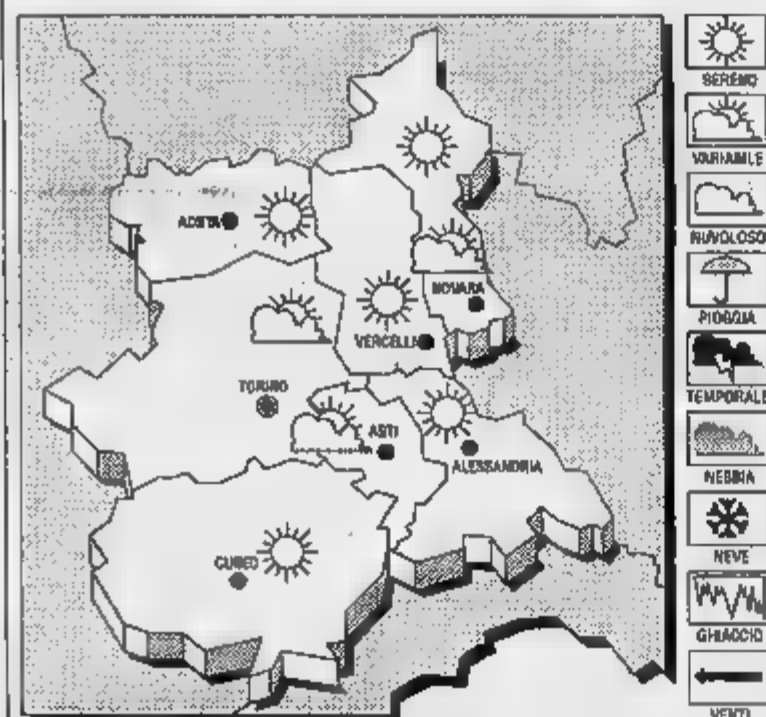 AOSTA
NOVARA
VERCELLI
TORINO
ASTI
ALESSANDRIA
CUNEO
SERENO
VARIABILE
NUVOLOSO
PIOGGIA
TEMPORALE
NEBBIA
NEVE
GHIACCIO
VENTI